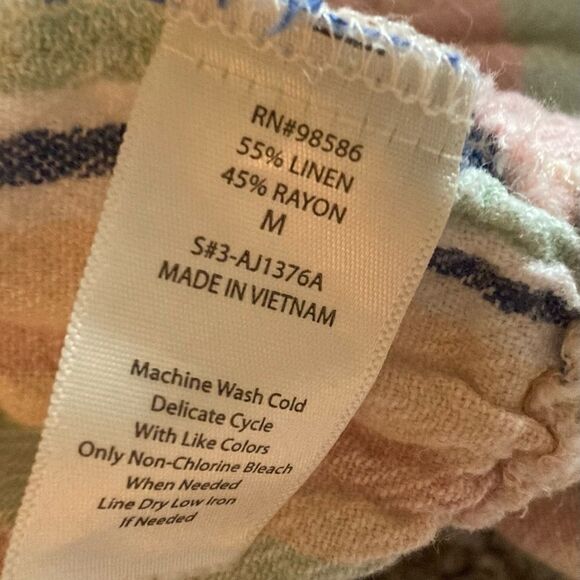 RN#98586
55% LINEN
45% RAYON
M
S#3-AJ1376A
MADE IN VIETNAM
Machine Wash Cold
Delicate Cycle
With Like Colors
Only Non-Chlorine Bleach
When Needed
Line Dry Low Iron
If Needed